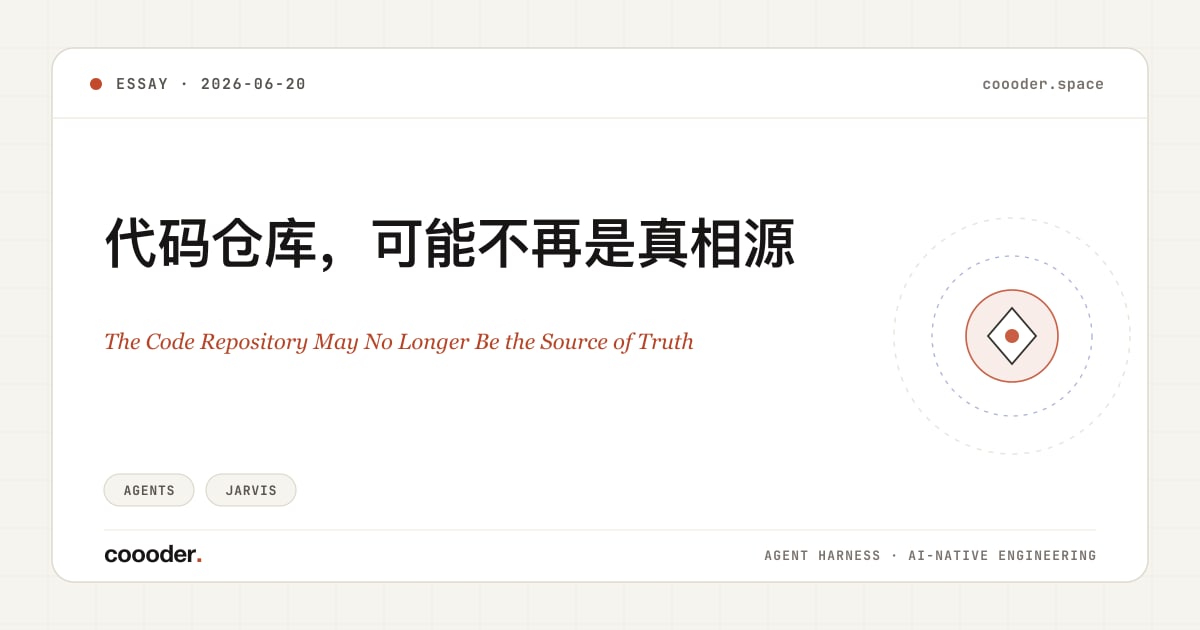 ESSAY · 2026-06-20
coooder.space
代码仓库，可能不再是真相源
The Code Repository May No Longer Be the Source of Truth
AGENTS
JARVIS
coooder.
AGENT HARNESS · AI-NATIVE ENGINEERING